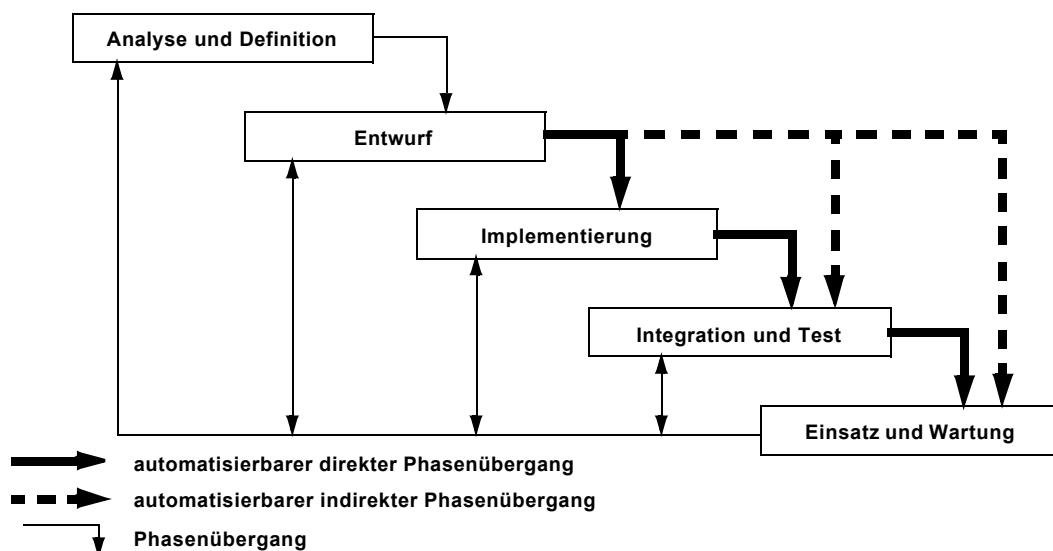 Analyse und Definition
Entwurf
Implementierung
Integration und Test
Einsatz und Wartung
automatisierbarer direkter Phasenübergang
automatisierbarer indirekter Phasenübergang
Phasenübergang